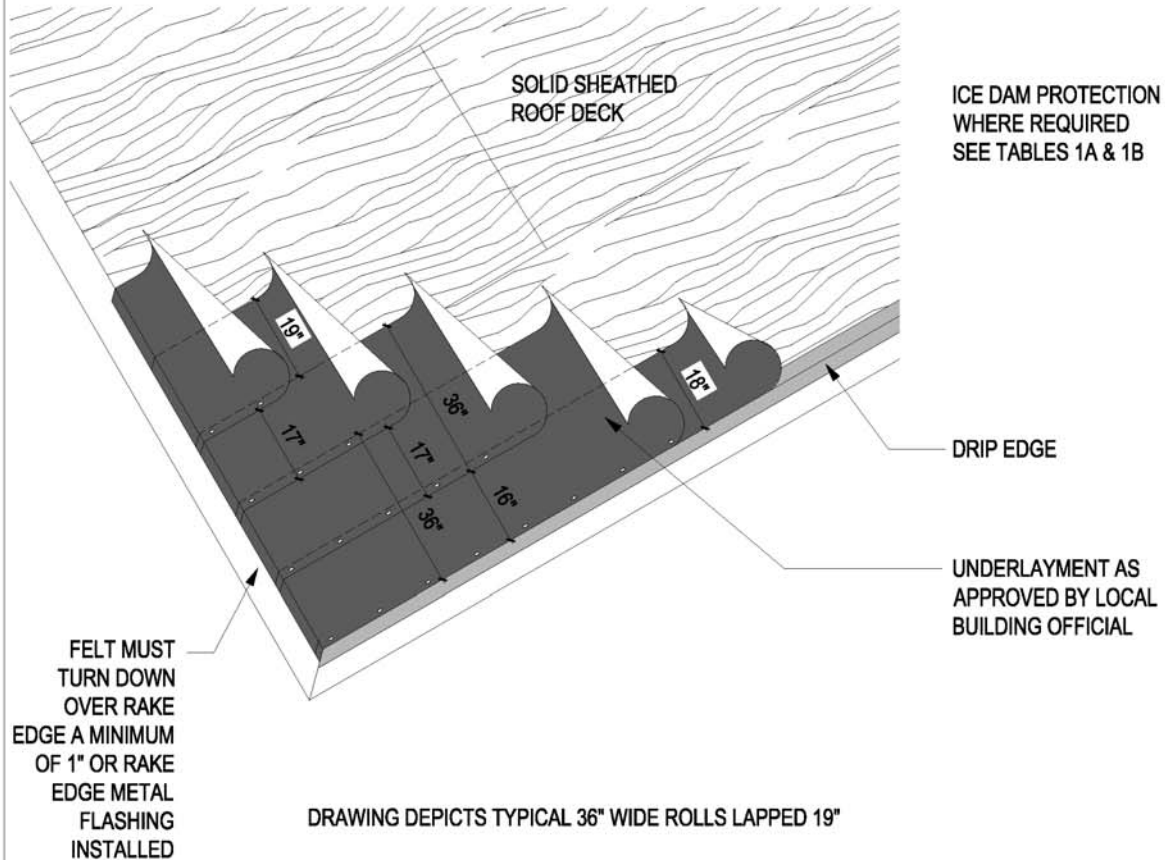 SOLID SHEATHED
ROOF DECK
ICE DAM PROTECTION
WHERE REQUIRED
SEE TABLES 1A & 1B
19"
17"
36"
17"
36"
16"
18"
DRIP EDGE
UNDERLAYMENT AS
APPROVED BY LOCAL
BUILDING OFFICIAL
FELT MUST
TURN DOWN
OVER RAKE
EDGE A MINIMUM
OF 1" OR RAKE
EDGE METAL
FLASHING
INSTALLED
DRAWING DEPICTS TYPICAL 36" WIDE ROLLS LAPPED 19"